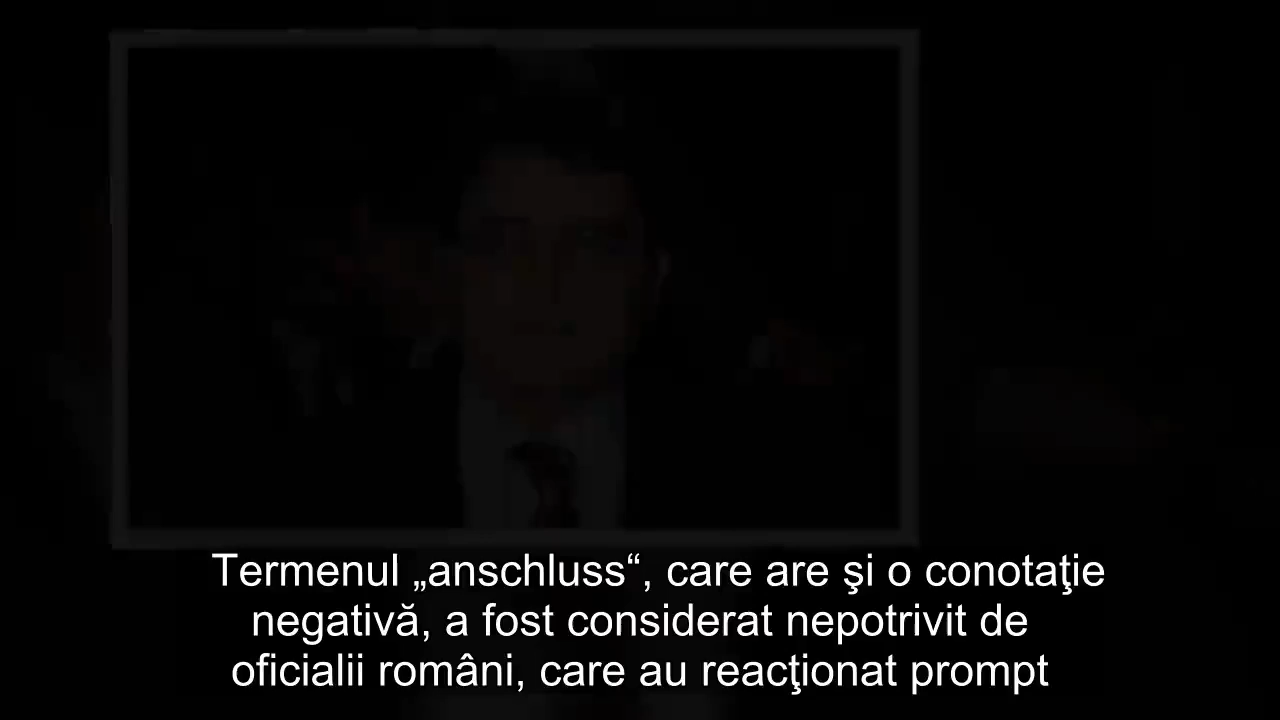 Termenul „anschluss“, care are şi o conotaţie
negativă, a fost considerat nepotrivit de
oficialii români, care au reacţionat prompt